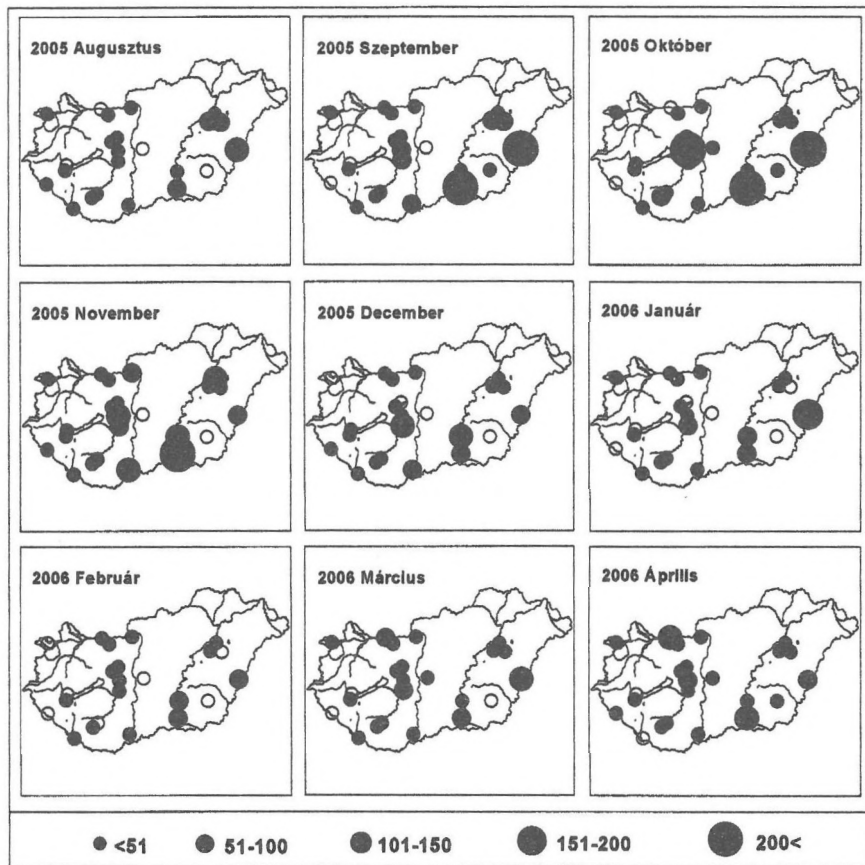 2005 Augusztus
2005 Szeptember
2005 Október
2005 November
2005 December
2006 Január
2006 Február
2006 Március
2006 Április
<51
51-100
101-150
151-200
200<